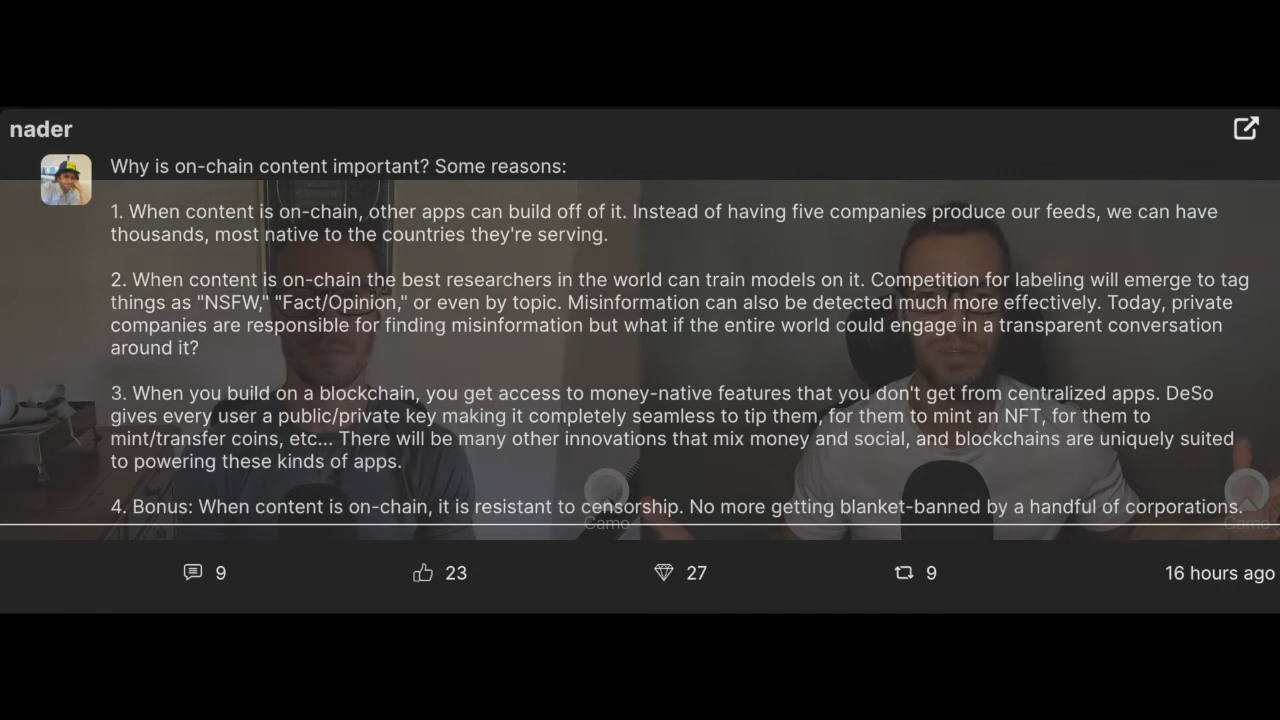 nader
Why is on-chain content important? Some reasons:
1. When content is on-chain, other apps can build off of it. Instead of having five companies produce our feeds, we can have
thousands, most native to the countries they're serving.
2. When content is on-chain the best researchers in the world can train models on it. Competition for labeling will emerge to tag
things as "NSFW," "Fact/Opinion," or even by topic. Misinformation can also be detected much more effectively. Today, private
companies are responsible for finding misinformation but what if the entire world could engage in a transparent conversation
around it?
3. When you build on a blockchain, you get access to money-native features that you don't get from centralized apps. DeSo
gives every user a public/private key making it completely seamless to tip them, for them to mint an NFT, for them to
mint/transfer coins, etc... There will be many other innovations that mix money and social, and blockchains are uniquely suited
to powering these kinds of apps.
4. Bonus: When content is on-chain, it is resistant to censorship. No more getting blanket-banned by a handful of corporations.
Camo Camo
9 23 27 9 16 hours ago